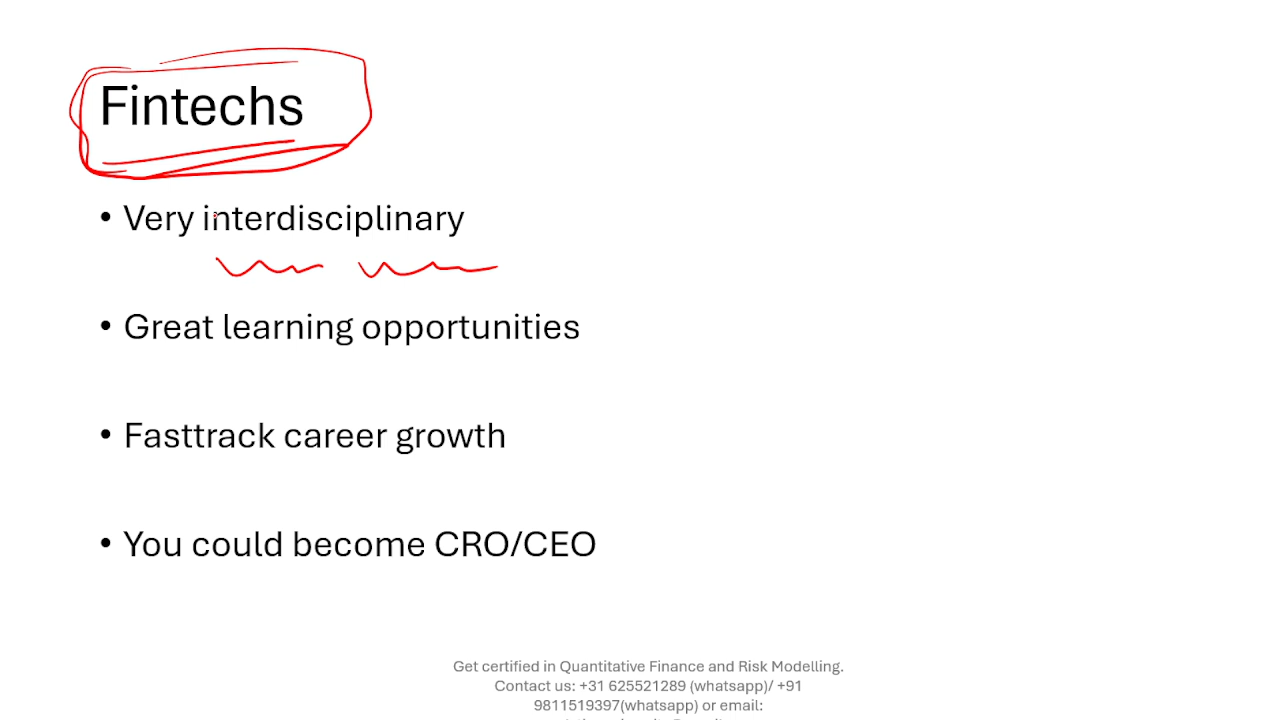 Fintechs
• Very interdisciplinary
• Great learning opportunities
• Fasttrack career growth
• You could become CRO/CEO
Get certified in Quantitative Finance and Risk Modelling.
Contact us: +31 625521289 (whatsapp)/ +91
9811519397(whatsapp) or email: